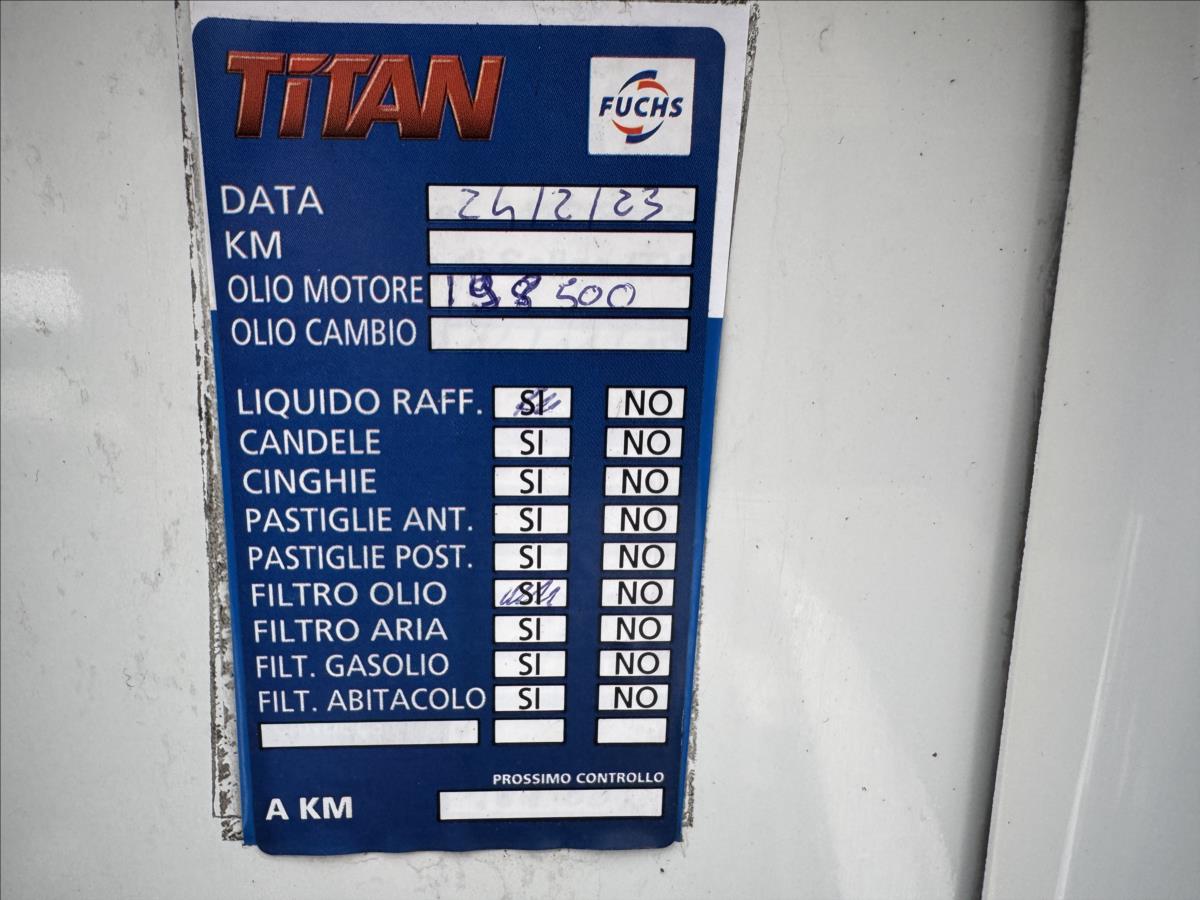 TiTAN FUCHS
DATA 24/2/23
KM
OLIO MOTORE 198500
OLIO CAMBIO
LIQUIDO RAFF. SI NO
CANDELE SI NO
CINGHIE SI NO
PASTIGLIE ANT. SI NO
PASTIGLIE POST. SI NO
FILTRO OLIO SI NO
FILTRO ARIA SI NO
FILT. GASOLIO SI NO
FILT. ABITACOLO SI NO
PROSSIMO CONTROLLO
A KM